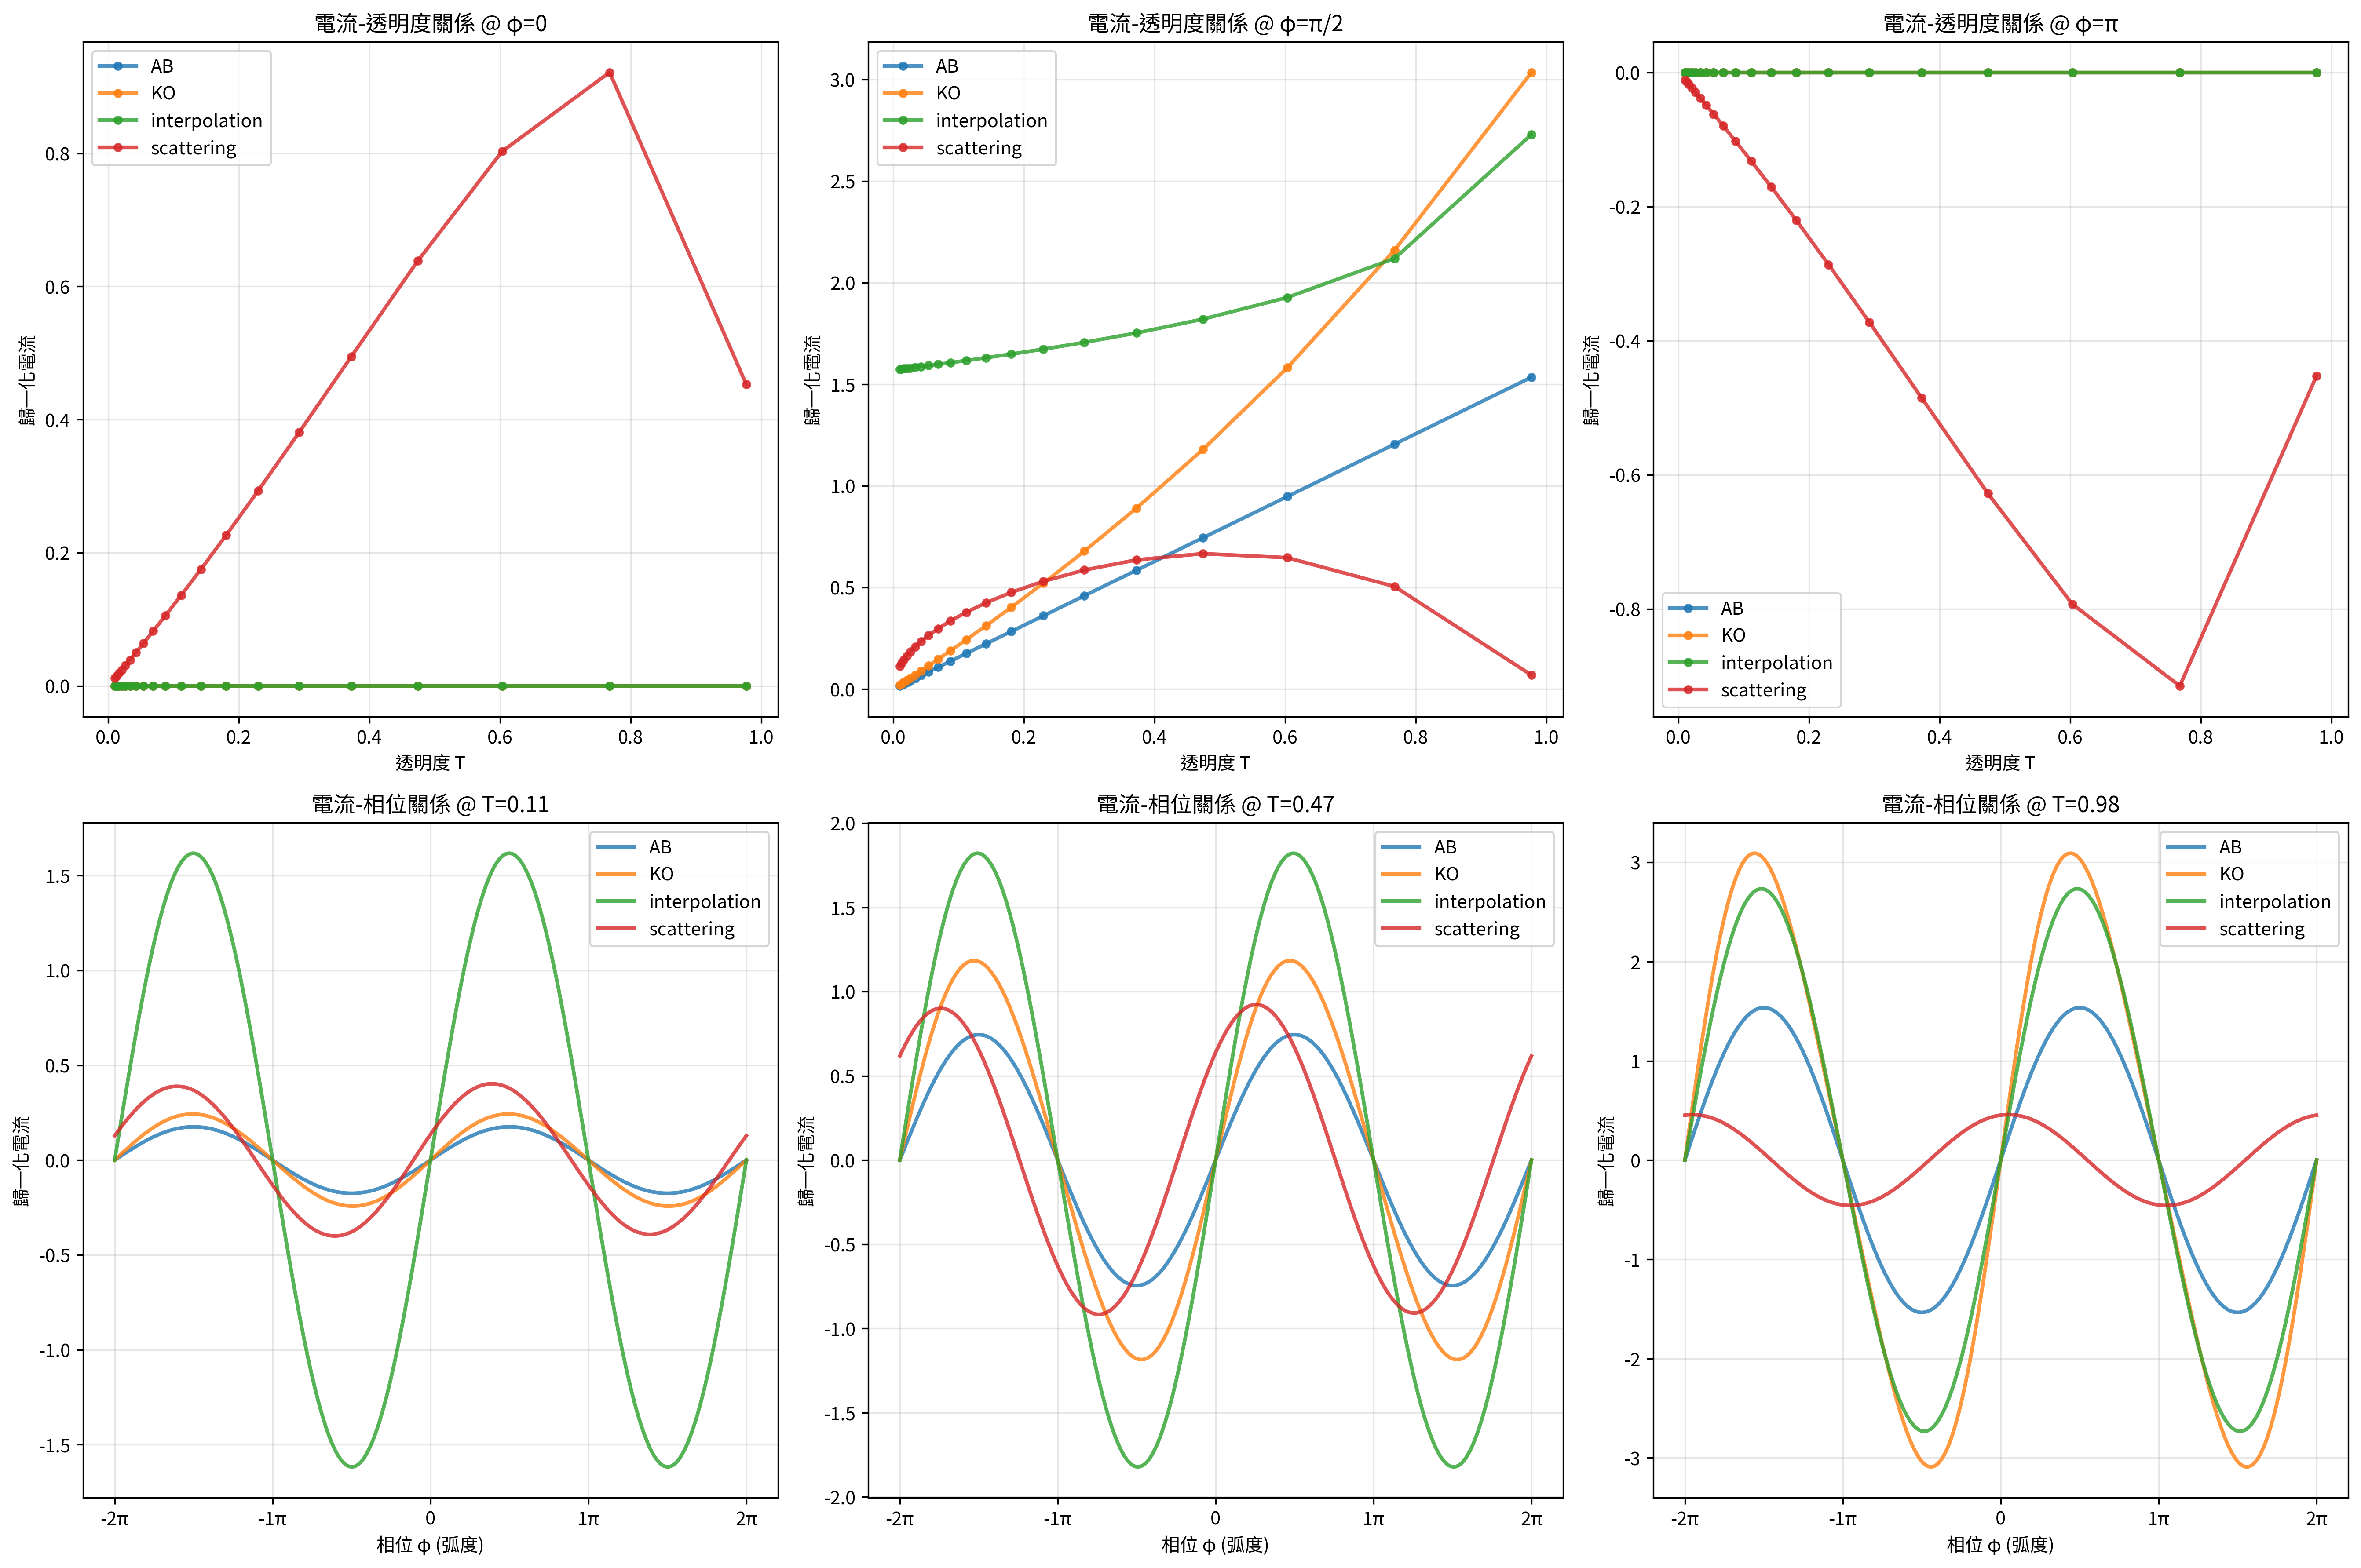 電流-透明度關係 @ φ=0
AB
KO
interpolation
scattering
歸一化電流
0.8
0.6
0.4
0.2
0.0
0.0 0.2 0.4 0.6 0.8 1.0
透明度 T
電流-透明度關係 @ φ=π/2
AB
KO
interpolation
scattering
歸一化電流
3.0
2.5
2.0
1.5
1.0
0.5
0.0
0.0 0.2 0.4 0.6 0.8 1.0
透明度 T
電流-透明度關係 @ φ=π
AB
KO
interpolation
scattering
歸一化電流
0.0
-0.2
-0.4
-0.6
-0.8
0.0 0.2 0.4 0.6 0.8 1.0
透明度 T
電流-相位關係 @ T=0.11
AB
KO
interpolation
scattering
歸一化電流
1.5
1.0
0.5
0.0
-0.5
-1.0
-1.5
-2π -1π 0 1π 2π
相位 φ (弧度)
電流-相位關係 @ T=0.47
AB
KO
interpolation
scattering
歸一化電流
2.0
1.5
1.0
0.5
0.0
-0.5
-1.0
-1.5
-2.0
-2π -1π 0 1π 2π
相位 φ (弧度)
電流-相位關係 @ T=0.98
AB
KO
interpolation
scattering
歸一化電流
3
2
1
0
-1
-2
-3
-2π -1π 0 1π 2π
相位 φ (弧度)